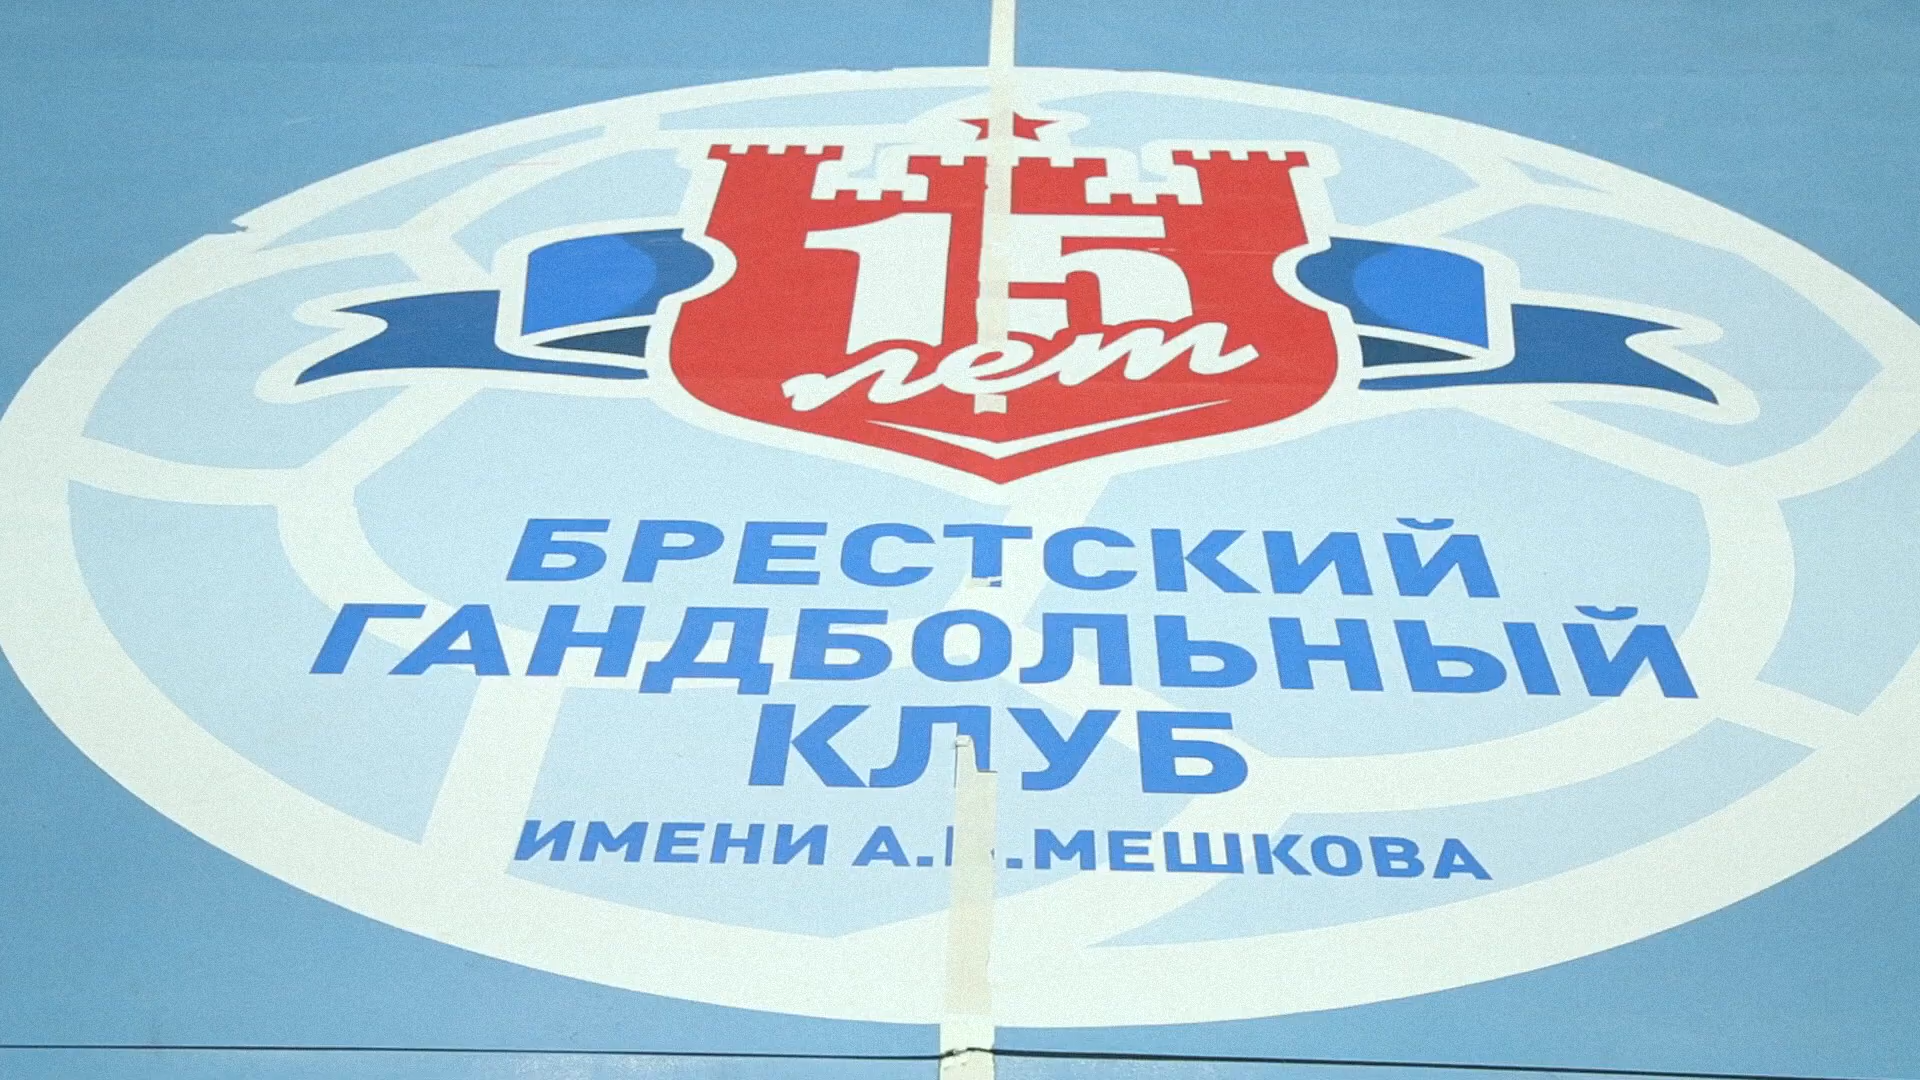 15
лет
БРЕСТСКИЙ
ГАНДБОЛЬНЫЙ
КЛУБ
ИМЕНИ А. .МЕШКОВА